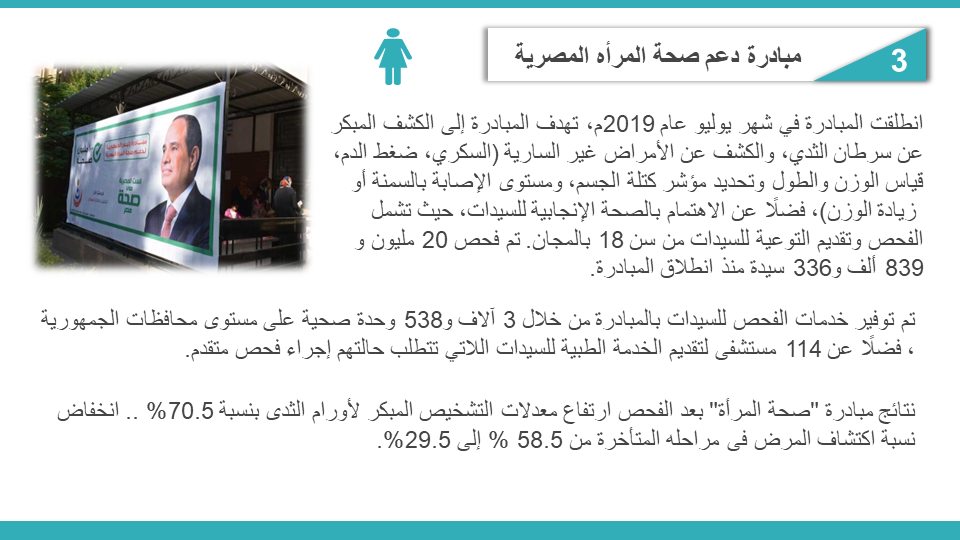 3
مبادرة دعم صحة المرأه المصرية
انطلقت المبادرة في شهر يوليو عام 2019م، تهدف المبادرة إلى الكشف المبكر
عن سرطان الثدي، والكشف عن الأمراض غير السارية (السكري، ضغط الدم،
قياس الوزن والطول وتحديد مؤشر كتلة الجسم، ومستوى الإصابة بالسمنة أو
زيادة الوزن)، فضلًا عن الاهتمام بالصحة الإنجابية للسيدات، حيث تشمل
الفحص وتقديم التوعية للسيدات من سن 18 بالمجان. تم فحص 20 مليون و
839 ألف و336 سيدة منذ انطلاق المبادرة.
تم توفير خدمات الفحص للسيدات بالمبادرة من خلال 3 آلاف و538 وحدة صحية على مستوى محافظات الجمهورية
، فضلًا عن 114 مستشفى لتقديم الخدمة الطبية للسيدات اللاتي تتطلب حالتهم إجراء فحص متقدم.
نتائج مبادرة "صحة المرأة" بعد الفحص ارتفاع معدلات التشخيص المبكر لأورام الثدى بنسبة 70.5% .. انخفاض
نسبة اكتشاف المرض فى مراحله المتأخرة من 58.5 % إلى 29.5%.
صحة